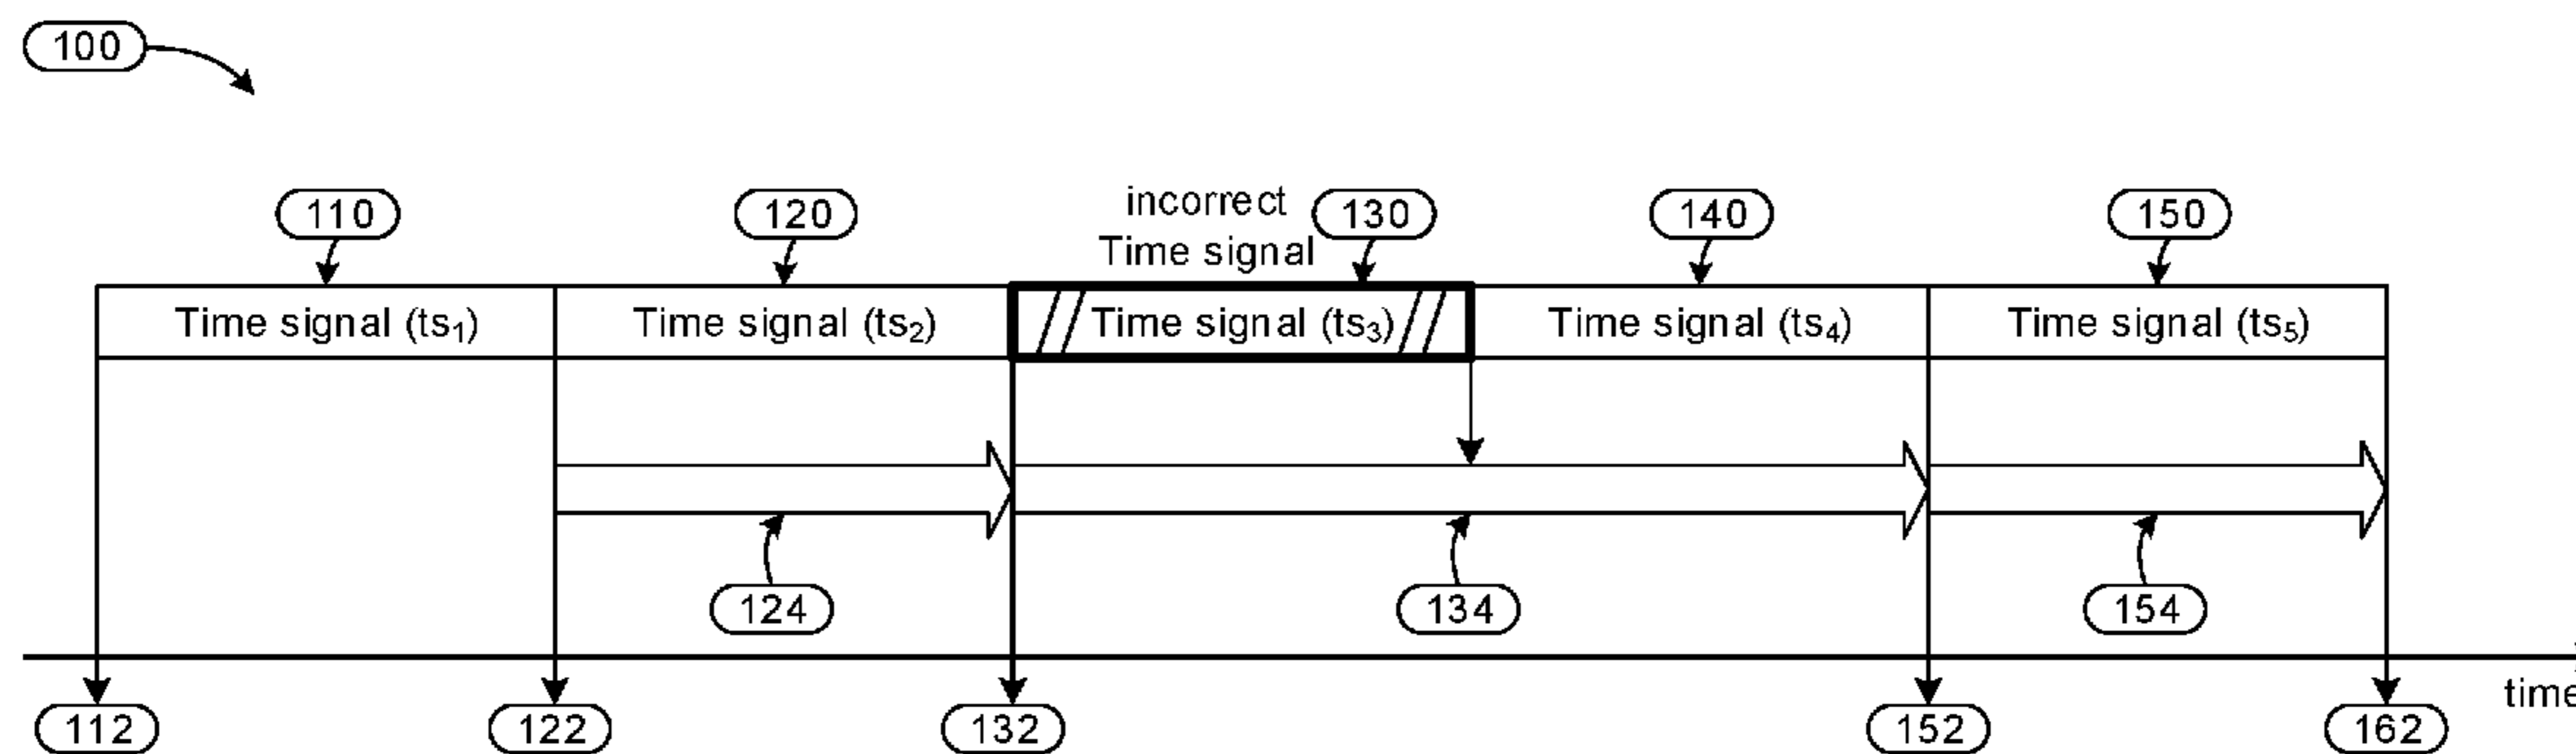 100
110
120
incorrect
Time signal
130
140
150
Time signal (ts₁)
Time signal (ts₂)
Time signal (ts₃)
Time signal (ts₄)
Time signal (ts₅)
124
134
154
time
112
122
132
152
162